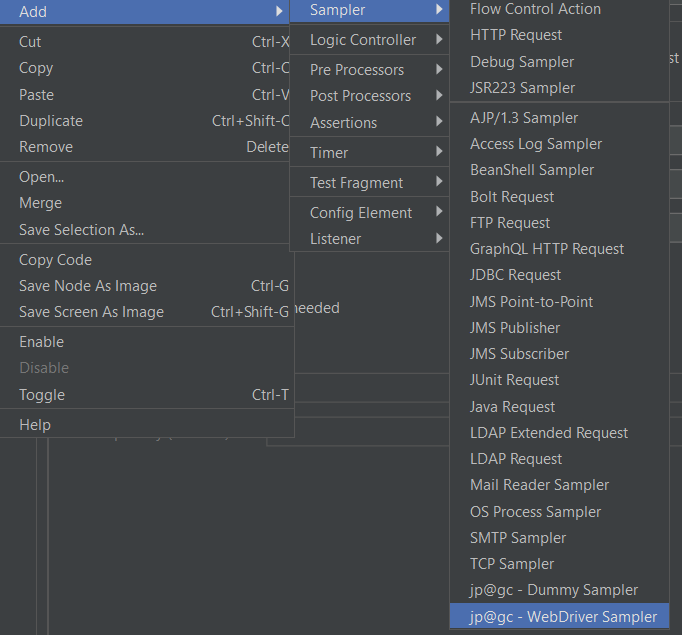 Add
Cut Ctrl-X
Copy Ctrl-C
Paste Ctrl-V
Duplicate Ctrl+Shift-C
Remove Delete
Open...
Merge
Save Selection As...
Copy Code
Save Node As Image Ctrl-G
Save Screen As Image Ctrl+Shift-G
Enable
Disable
Toggle Ctrl-T
Help
Sampler
Logic Controller
Pre Processors
Post Processors
Assertions
Timer
Test Fragment
Config Element
Listener
needed
Flow Control Action
HTTP Request
Debug Sampler
JSR223 Sampler
AJP/1.3 Sampler
Access Log Sampler
BeanShell Sampler
Bolt Request
FTP Request
GraphQL HTTP Request
JDBC Request
JMS Point-to-Point
JMS Publisher
JMS Subscriber
JUnit Request
Java Request
LDAP Extended Request
LDAP Request
Mail Reader Sampler
OS Process Sampler
SMTP Sampler
TCP Sampler
jp@gc - Dummy Sampler
jp@gc - WebDriver Sampler
st